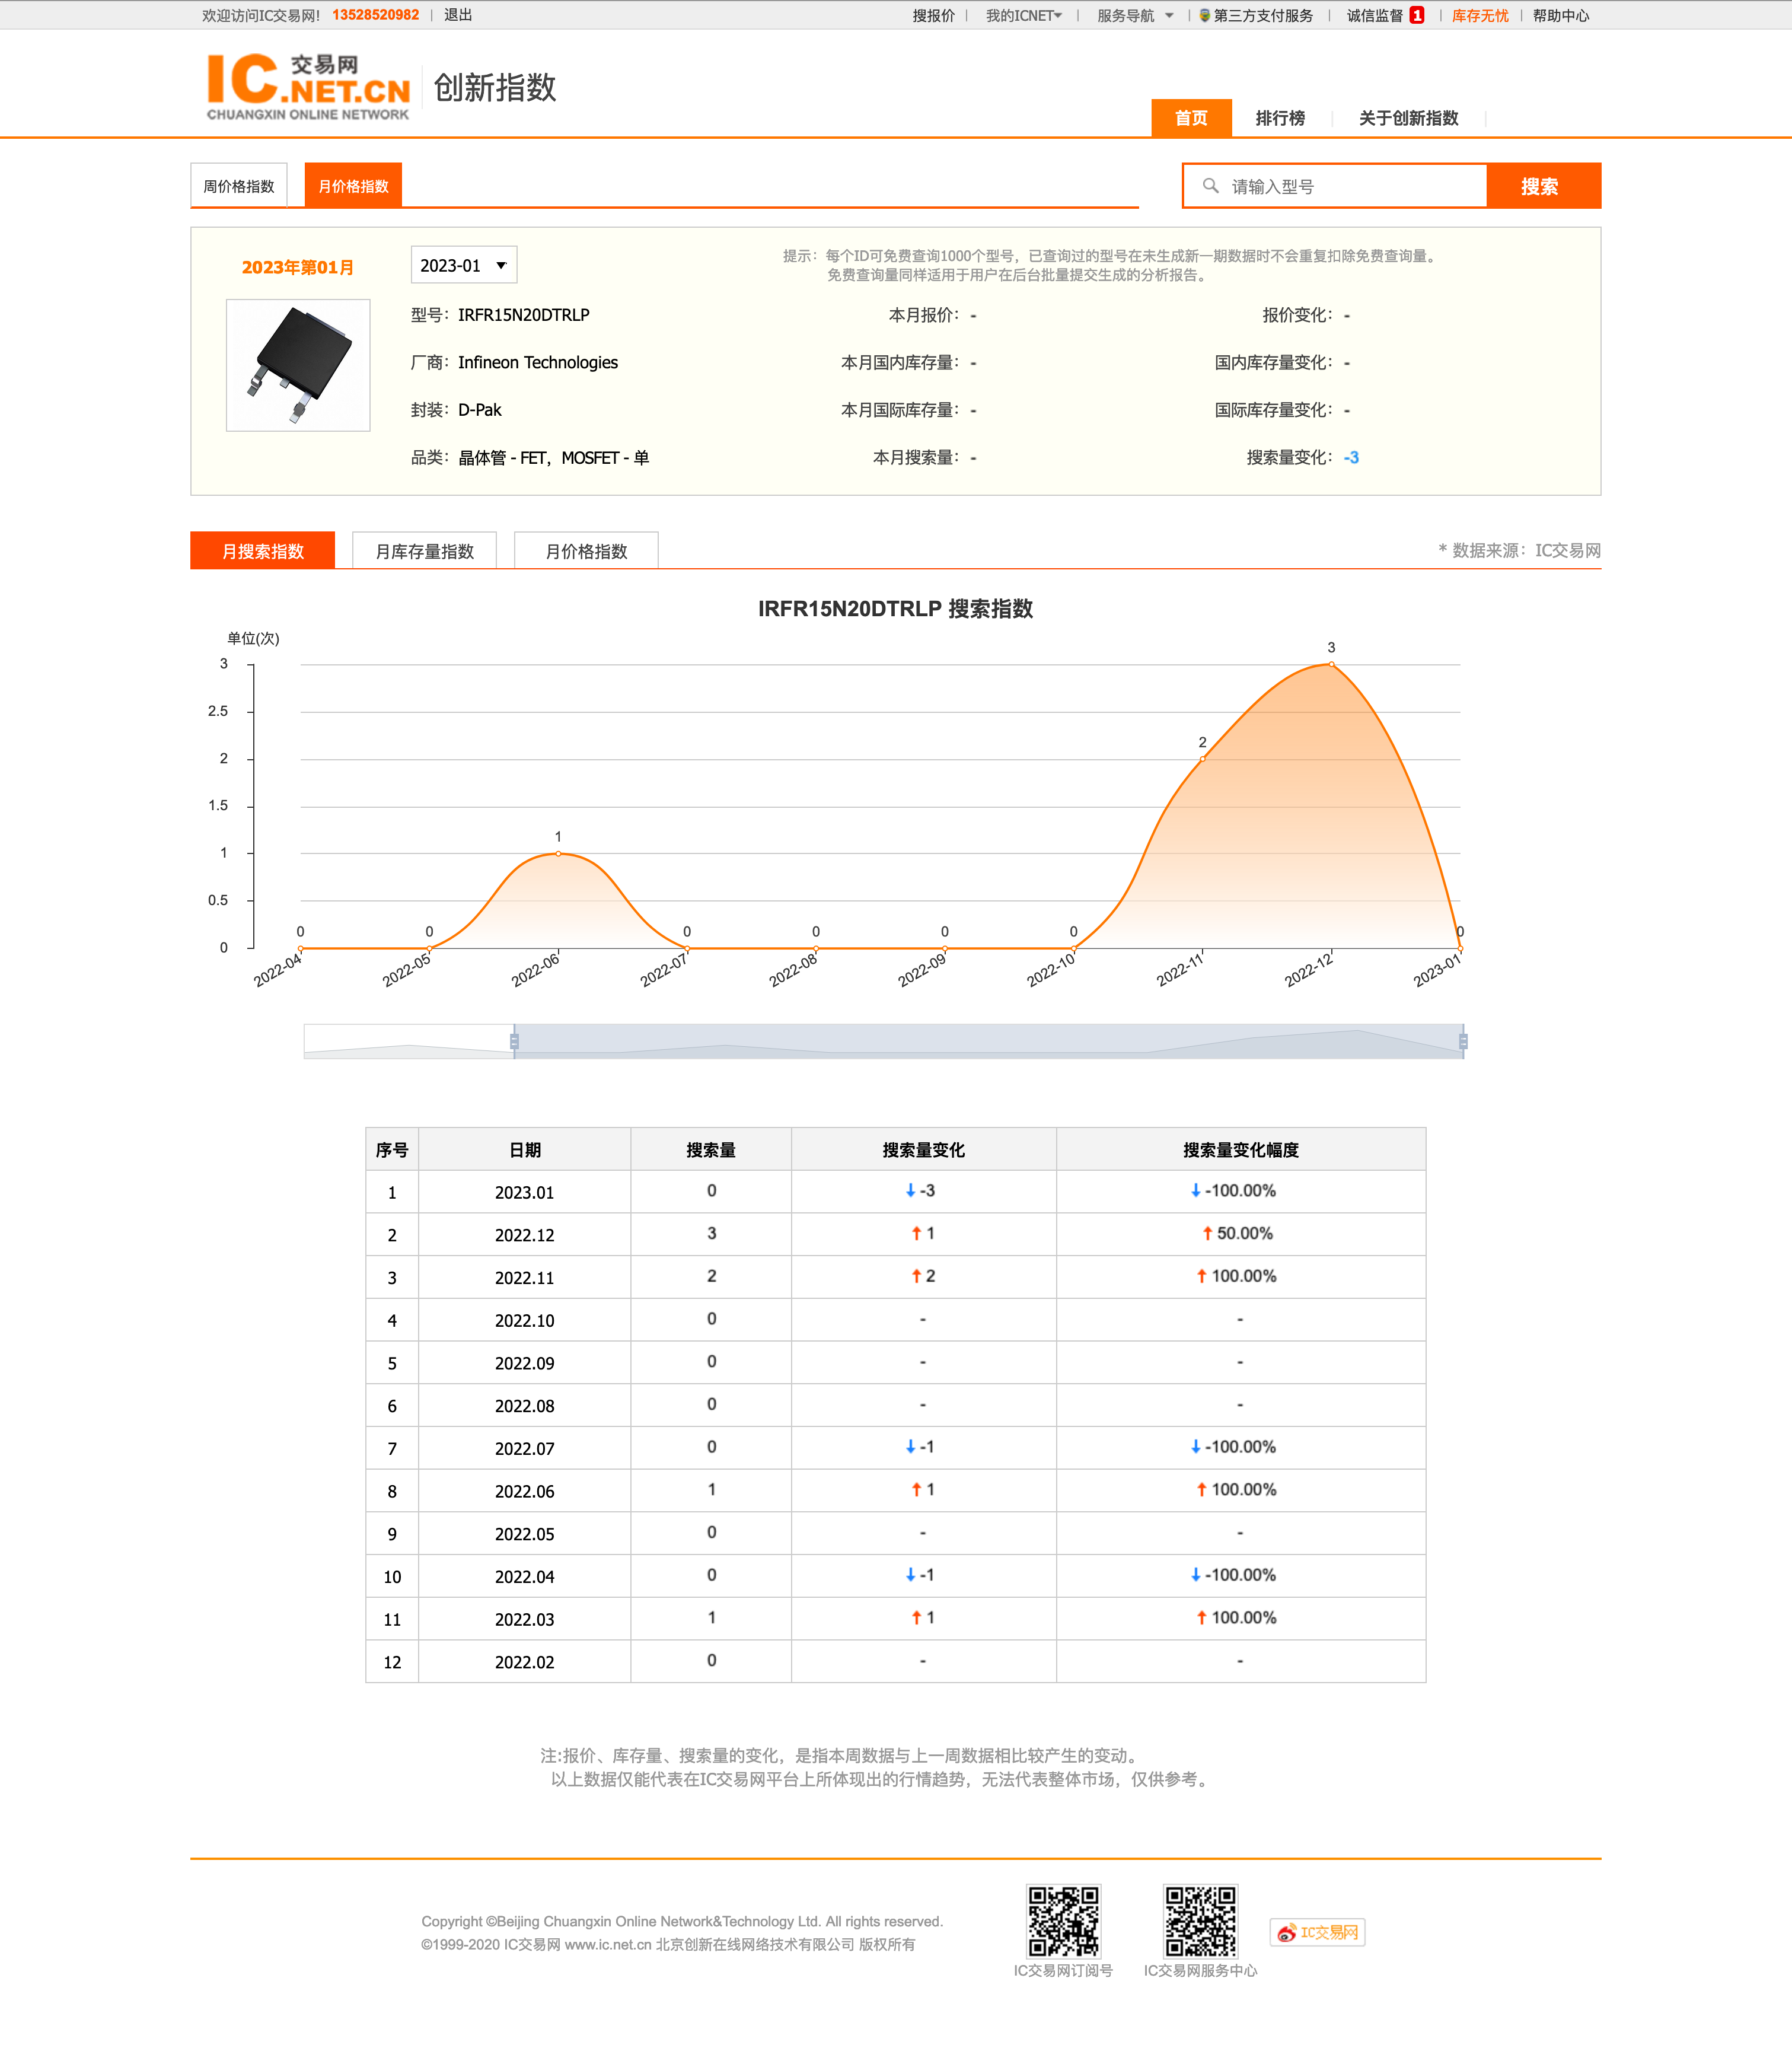 欢迎访问IC交易网! 13528520982 | 退出
搜报价 | 我的ICNET | 服务导航 | 第三方支付服务 | 诚信监督 1 | 库存无忧 | 帮助中心
IC.NET.CN 交易网
CHUANGXIN ONLINE NETWORK
创新指数
首页 排行榜 关于创新指数
周价格指数 月价格指数
请输入型号 搜索
2023年第01月 2023-01
提示：每个ID可免费查询1000个型号，已查询过的型号在未生成新一期数据时不会重复扣除免费查询量。
免费查询量同样适用于用户在后台批量提交生成的分析报告。
型号：IRFR15N20DTRLP 本月报价：- 报价变化：-
厂商：Infineon Technologies 本月国内库存量：- 国内库存量变化：-
封装：D-Pak 本月国际库存量：- 国际库存量变化：-
品类：晶体管 - FET，MOSFET - 单 本月搜索量：- 搜索量变化：-3
月搜索指数 月库存量指数 月价格指数 * 数据来源：IC交易网
IRFR15N20DTRLP 搜索指数
单位(次)
3
2.5
2
1.5
1
0.5
0
0 0 1 0 0 0 0 2 3 0
2022-04 2022-05 2022-06 2022-07 2022-08 2022-09 2022-10 2022-11 2022-12 2023-01
序号 日期 搜索量 搜索量变化 搜索量变化幅度
1 2023.01 0 ↓-3 ↓-100.00%
2 2022.12 3 ↑1 ↑50.00%
3 2022.11 2 ↑2 ↑100.00%
4 2022.10 0 - -
5 2022.09 0 - -
6 2022.08 0 - -
7 2022.07 0 ↓-1 ↓-100.00%
8 2022.06 1 ↑1 ↑100.00%
9 2022.05 0 - -
10 2022.04 0 ↓-1 ↓-100.00%
11 2022.03 1 ↑1 ↑100.00%
12 2022.02 0 - -
注:报价、库存量、搜索量的变化，是指本周数据与上一周数据相比较产生的变动。
以上数据仅能代表在IC交易网平台上所体现出的行情趋势，无法代表整体市场，仅供参考。
Copyright ©Beijing Chuangxin Online Network&Technology Ltd. All rights reserved.
©1999-2020 IC交易网 www.ic.net.cn 北京创新在线网络技术有限公司 版权所有
IC交易网订阅号 IC交易网服务中心 IC交易网